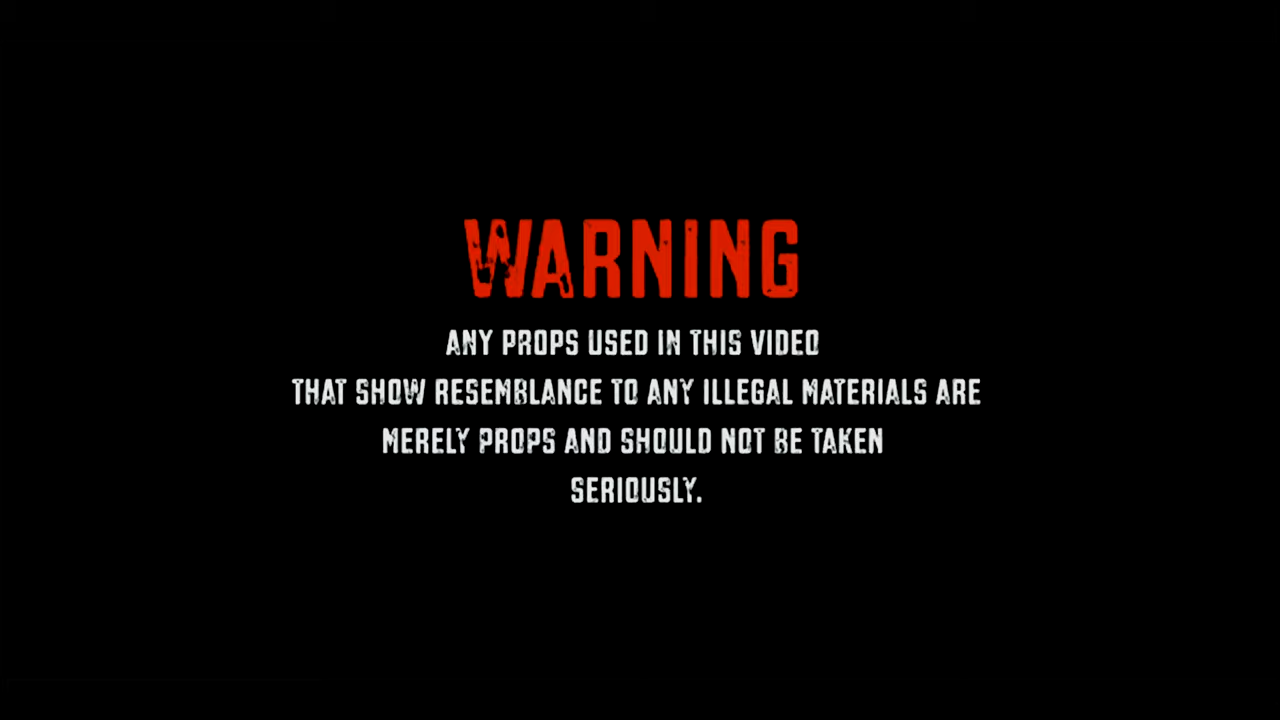 WARNING
ANY PROPS USED IN THIS VIDEO
THAT SHOW RESEMBLANCE TO ANY ILLEGAL MATERIALS ARE
MERELY PROPS AND SHOULD NOT BE TAKEN
SERIOUSLY.